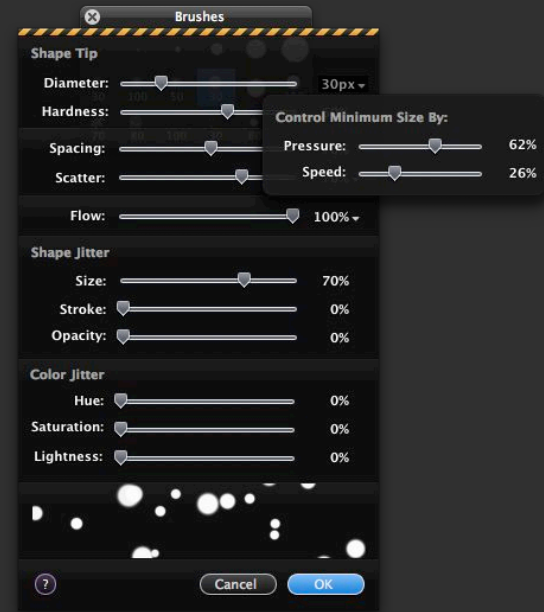 Brushes
Shape Tip
Diameter: 30px
Hardness:
Control Minimum Size By:
Pressure: 62%
Speed: 26%
Spacing:
Scatter:
Flow: 100%
Shape Jitter
Size: 70%
Stroke: 0%
Opacity: 0%
Color Jitter
Hue: 0%
Saturation: 0%
Lightness: 0%
? Cancel OK